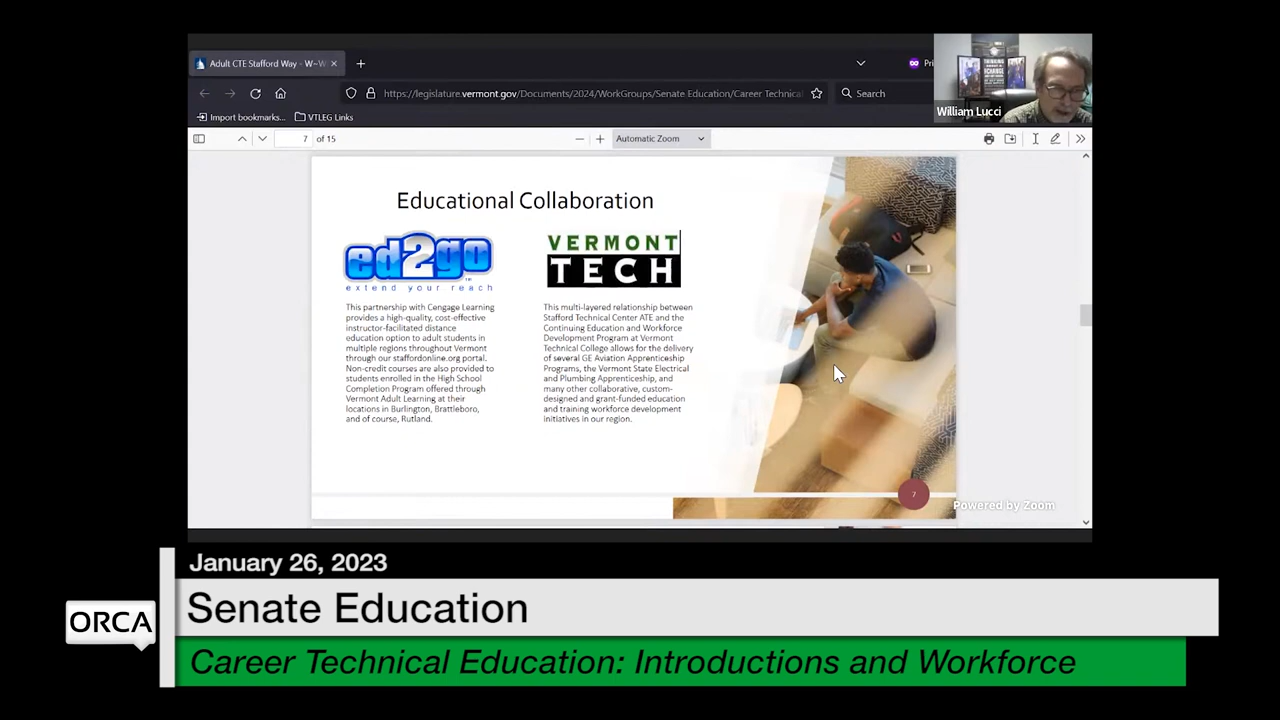 Adult CTE Stafford Way - W~W
https://legislature.vermont.gov/Documents/2024/WorkGroups/Senate Education/Career Technical
Search
Import bookmarks...
VTLEG Links
William Lucci
7
of 15
Automatic Zoom
Educational Collaboration
ed2go
extend your reach
This partnership with Cengage Learning
provides a high-quality, cost-effective
instructor-facilitated distance
education option to adult students in
multiple regions throughout Vermont
through our staffordonline.org portal.
Non-credit courses are also provided to
students enrolled in the High School
Completion Program offered through
Vermont Adult Learning at their
locations in Burlington, Brattleboro,
and of course, Rutland.
VERMONT
TECH
This multi-layered relationship between
Stafford Technical Center ATE and the
Continuing Education and Workforce
Development Program at Vermont
Technical College allows for the delivery
of several GE Aviation Apprenticeship
Programs, the Vermont State Electrical
and Plumbing Apprenticeship, and
many other collaborative, custom-
designed and grant-funded education
and training workforce development
initiatives in our region.
7
Powered by Zoom
January 26, 2023
ORCA
Senate Education
Career Technical Education: Introductions and Workforce